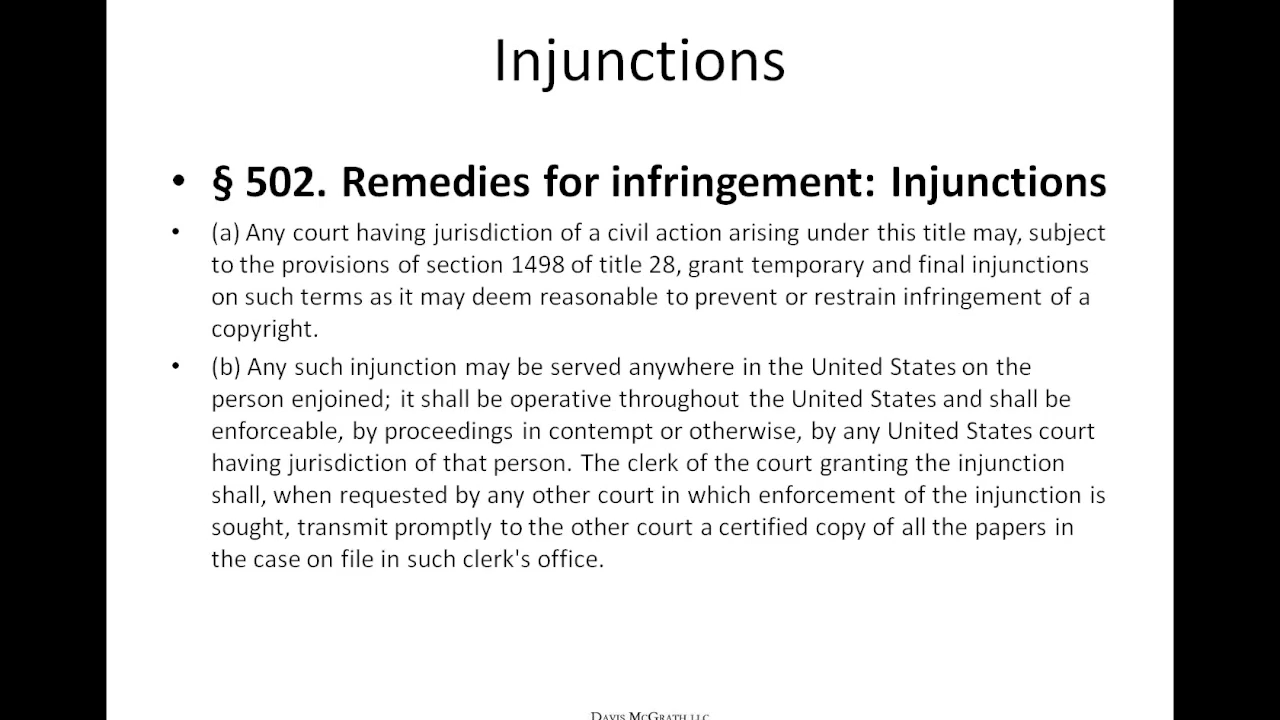 Injunctions
• § 502. Remedies for infringement: Injunctions
• (a) Any court having jurisdiction of a civil action arising under this title may, subject
to the provisions of section 1498 of title 28, grant temporary and final injunctions
on such terms as it may deem reasonable to prevent or restrain infringement of a
copyright.
• (b) Any such injunction may be served anywhere in the United States on the
person enjoined; it shall be operative throughout the United States and shall be
enforceable, by proceedings in contempt or otherwise, by any United States court
having jurisdiction of that person. The clerk of the court granting the injunction
shall, when requested by any other court in which enforcement of the injunction is
sought, transmit promptly to the other court a certified copy of all the papers in
the case on file in such clerk's office.
DAVIS MCGRATH LLC